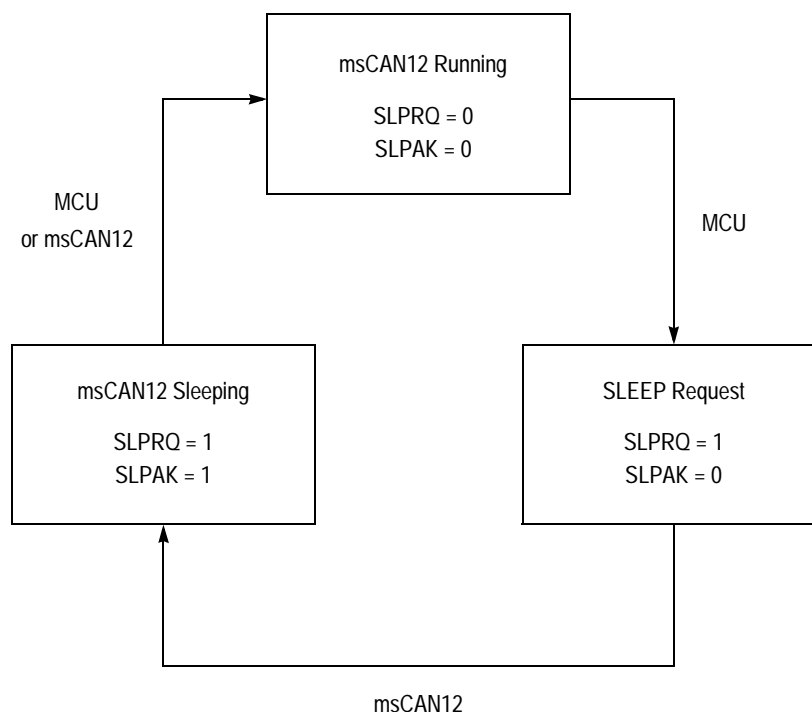 msCAN12 Running
SLPRQ = 0
SLPAK = 0
MCU
or msCAN12
MCU
msCAN12 Sleeping
SLPRQ = 1
SLPAK = 1
SLEEP Request
SLPRQ = 1
SLPAK = 0
msCAN12